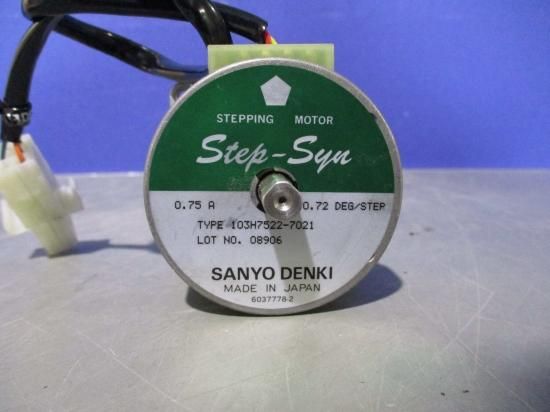 STEPPING MOTOR
Step-Syn
0.75 A 0.72 DEG/STEP
TYPE 103H7522-7021
LOT NO. 08906
SANYO DENKI
MADE IN JAPAN
6037778-2